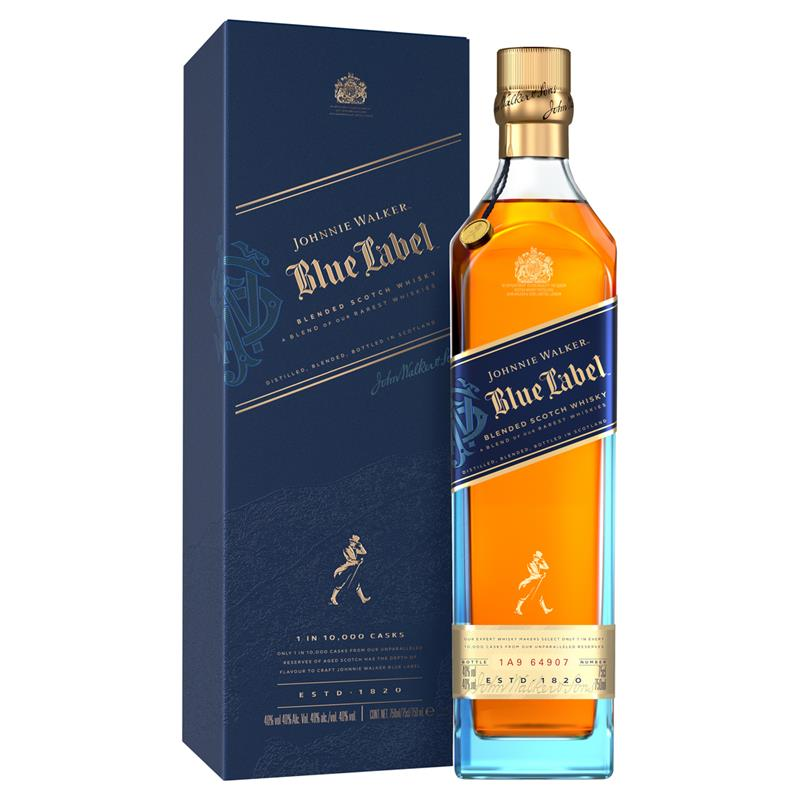 JOHNNIE WALKER
Blue Label
BLENDED SCOTCH WHISKY
A BLEND OF OUR RAREST WHISKIES
DISTILLED, BLENDED, BOTTLED IN SCOTLAND
John Walker & Sons
1 IN 10,000 CASKS
ONLY 1 IN 10,000 CASKS FROM OUR UNPARALLELED
RESERVES OF AGED SCOTCH HAS THE DEPTH OF
FLAVOUR TO CRAFT JOHNNIE WALKER BLUE LABEL
ESTD · 1820
40% vol 40% Alc. Vol. 40% alc./vol. 40% vol. CONT. NET. 750ml/75cl/750 mL e
Walker & Sons
John
JOHNNIE WALKER
Blue Label
BLENDED SCOTCH WHISKY
A BLEND OF OUR RAREST WHISKIES
DISTILLED, BLENDED, BOTTLED IN SCOTLAND
OUR EXPERT WHISKY MAKERS SELECT ONLY 1 IN EVERY
10,000 CASKS FROM OUR UNPARALLELED RESERVES
BOTTLE 1A9 64907 NUMBER
40% vol
ESTD · 1820
John Walker & Sons